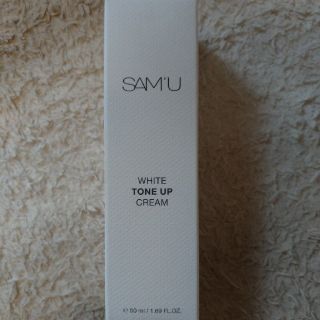 SAM'U
WHITE
TONE UP
CREAM
℮ 50 ml / 1.69 FL.OZ.